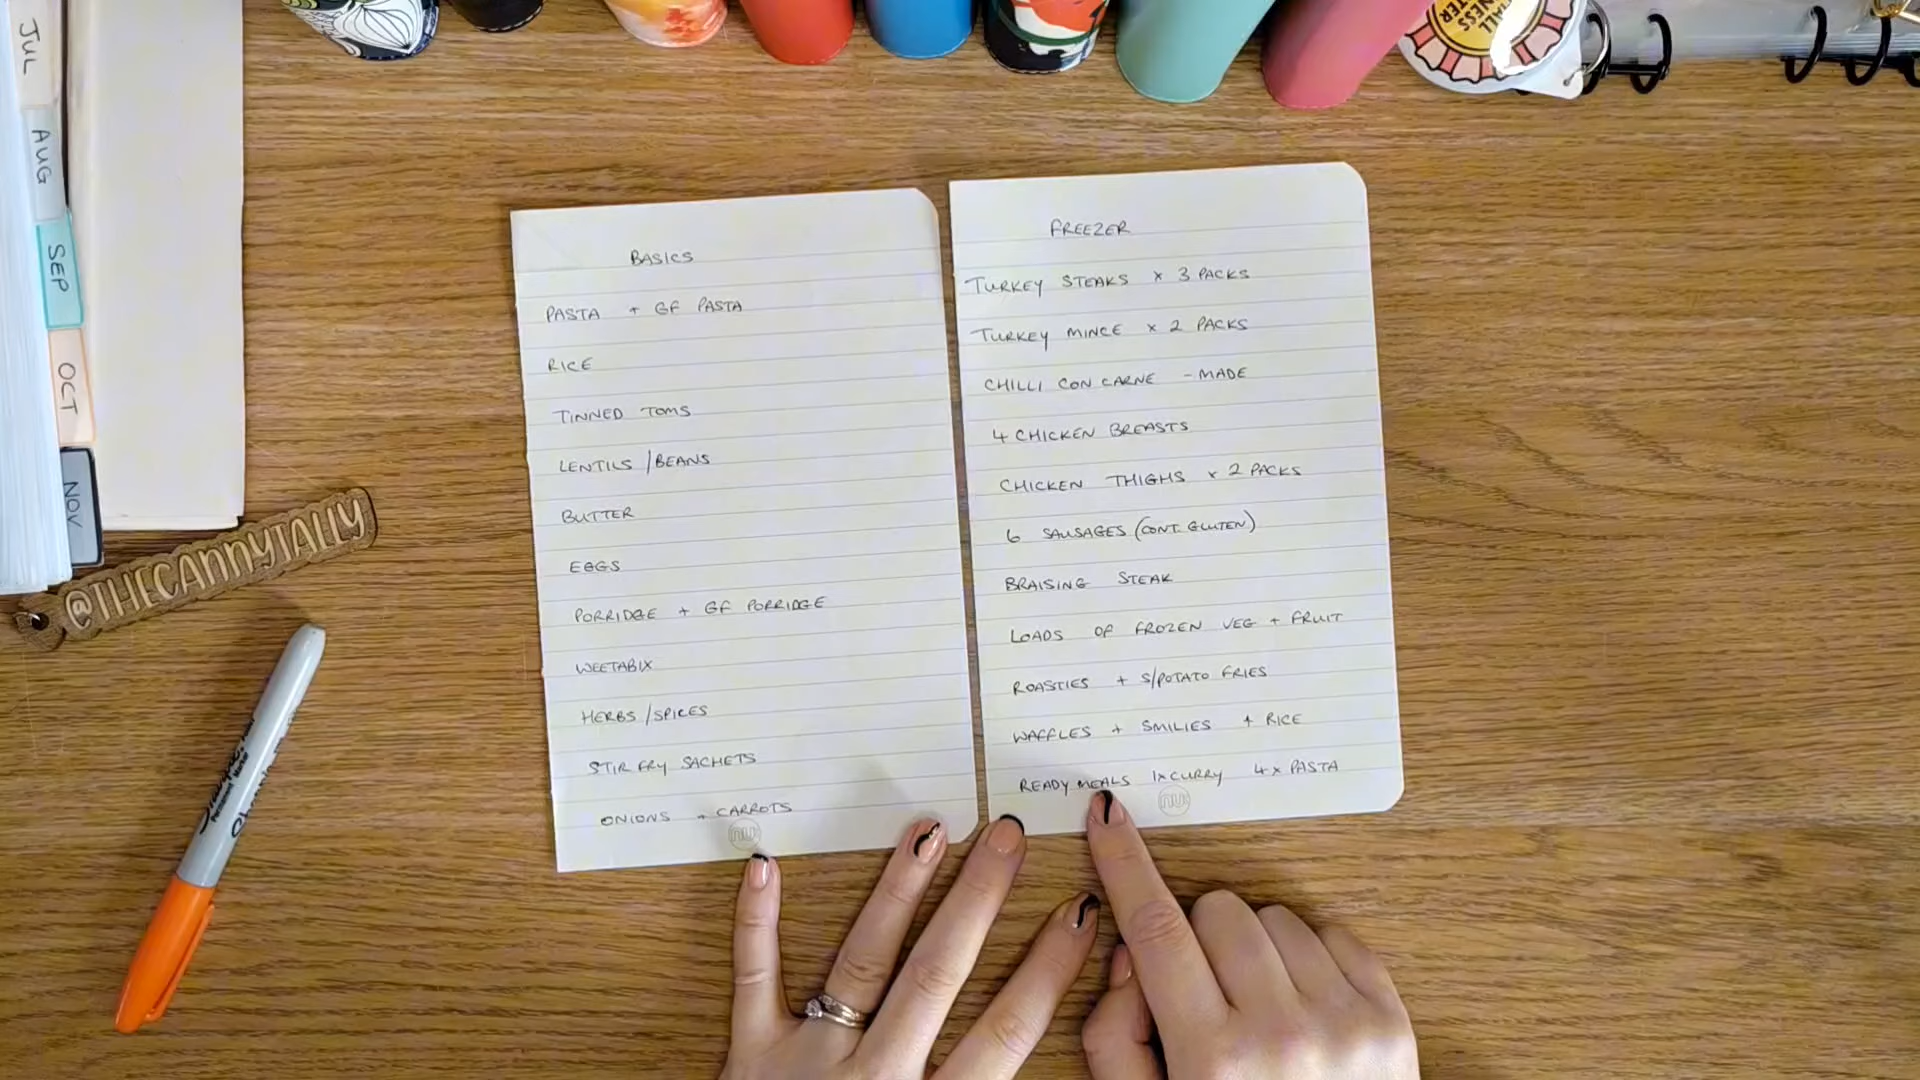 JUL
AUG
SEP
OCT
NOV
@THECANNYTALLY
BASICS
PASTA + GF PASTA
RICE
TINNED TOMS
LENTILS / BEANS
BUTTER
EGGS
PORRIDGE + GF PORRIDGE
WEETABIX
HERBS / SPICES
STIR FRY SACHETS
ONIONS + CARROTS
nu:
FREEZER
TURKEY STEAKS x 3 PACKS
TURKEY MINCE x 2 PACKS
CHILLI CON CARNE - MADE
4 CHICKEN BREASTS
CHICKEN THIGHS x 2 PACKS
6 SAUSAGES (CONT. GLUTEN)
BRAISING STEAK
LOADS OF FROZEN VEG + FRUIT
ROASTIES + S/POTATO FRIES
WAFFLES + SMILIES + RICE
READY MEALS 1x CURRY 4 x PASTA
nu: